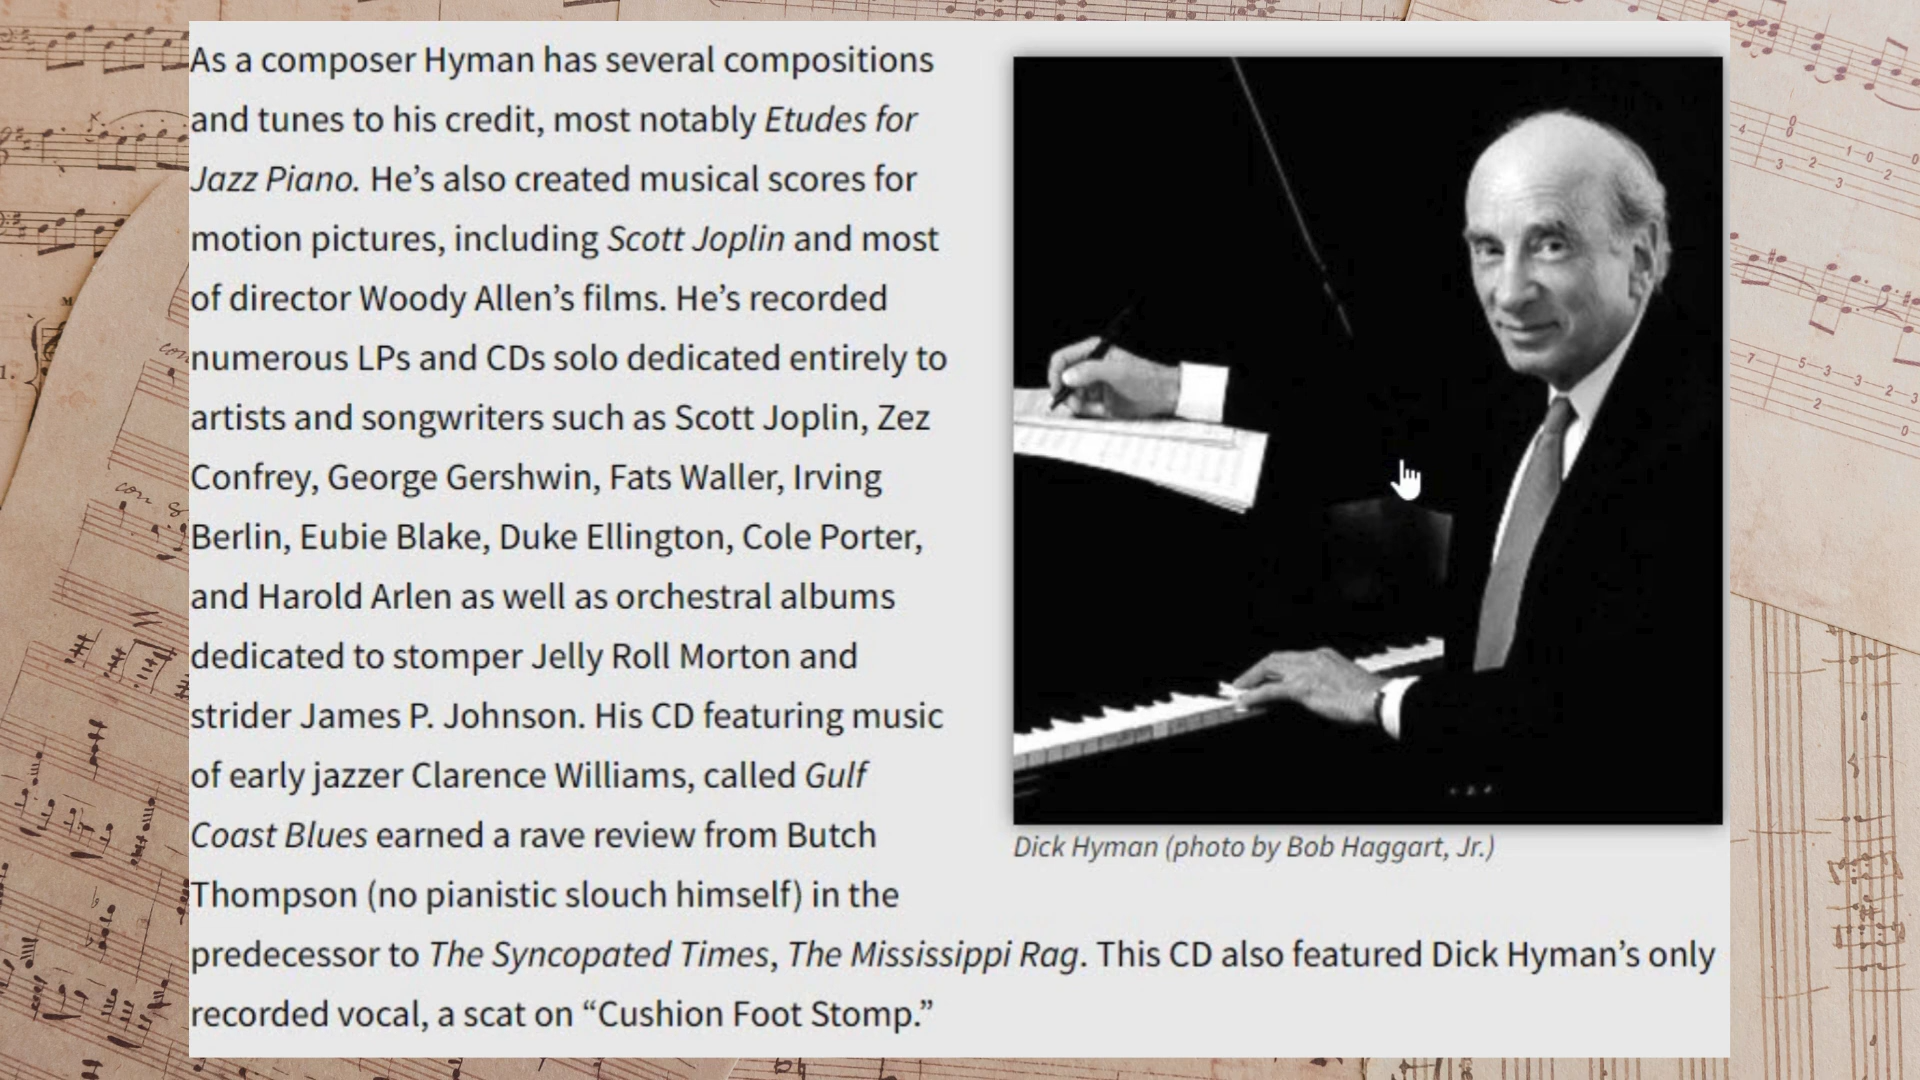 As a composer Hyman has several compositions
and tunes to his credit, most notably Etudes for
Jazz Piano. He’s also created musical scores for
motion pictures, including Scott Joplin and most
of director Woody Allen’s films. He’s recorded
numerous LPs and CDs solo dedicated entirely to
artists and songwriters such as Scott Joplin, Zez
Confrey, George Gershwin, Fats Waller, Irving
Berlin, Eubie Blake, Duke Ellington, Cole Porter,
and Harold Arlen as well as orchestral albums
dedicated to stomper Jelly Roll Morton and
strider James P. Johnson. His CD featuring music
of early jazzer Clarence Williams, called Gulf
Coast Blues earned a rave review from Butch
Thompson (no pianistic slouch himself) in the
predecessor to The Syncopated Times, The Mississippi Rag. This CD also featured Dick Hyman’s only
recorded vocal, a scat on “Cushion Foot Stomp.”
Dick Hyman (photo by Bob Haggart, Jr.)